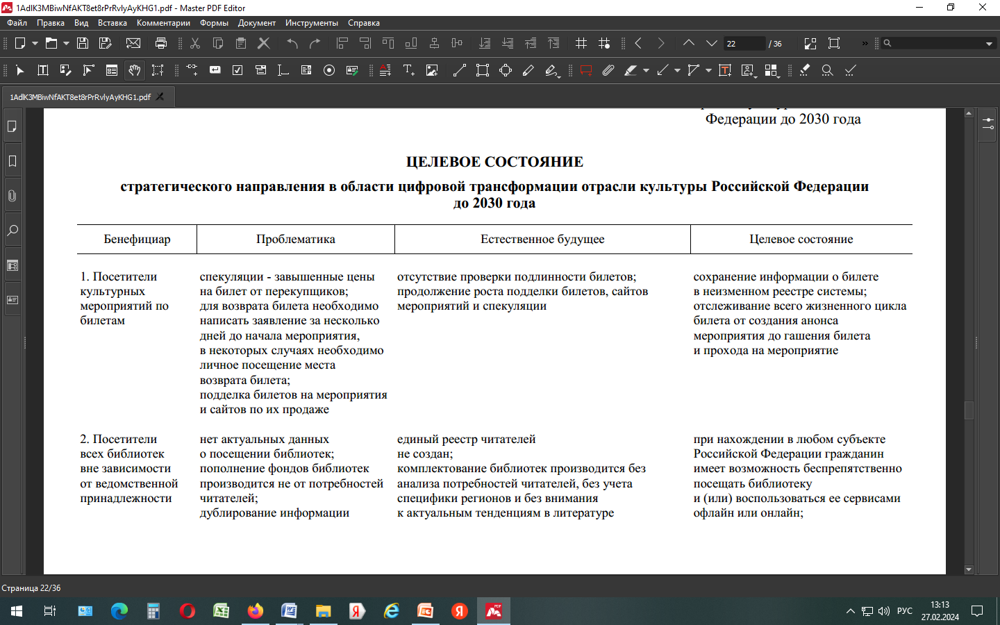 1AdlK3MBiwNfAKT8et8rPrRvlyAyKHG1.pdf - Master PDF Editor
Файл Правка Вид Вставка Комментарии Формы Документ Инструменты Справка
22 / 36
1AdlK3MBiwNfAKT8et8rPrRvlyAyKHG1.pdf
Федерации до 2030 года
ЦЕЛЕВОЕ СОСТОЯНИЕ
стратегического направления в области цифровой трансформации отрасли культуры Российской Федерации
до 2030 года
Бенефициар
Проблематика
Естественное будущее
Целевое состояние
1. Посетители
культурных
мероприятий по
билетам
спекуляции - завышенные цены
на билет от перекупщиков;
для возврата билета необходимо
написать заявление за несколько
дней до начала мероприятия,
в некоторых случаях необходимо
личное посещение места
возврата билета;
подделка билетов на мероприятия
и сайтов по их продаже
отсутствие проверки подлинности билетов;
продолжение роста подделки билетов, сайтов
мероприятий и спекуляции
сохранение информации о билете
в неизменном реестре системы;
отслеживание всего жизненного цикла
билета от создания анонса
мероприятия до гашения билета
и прохода на мероприятие
2. Посетители
всех библиотек
вне зависимости
от ведомственной
принадлежности
нет актуальных данных
о посещении библиотек;
пополнение фондов библиотек
производится не от потребностей
читателей;
дублирование информации
единый реестр читателей
не создан;
комплектование библиотек производится без
анализа потребностей читателей, без учета
специфики регионов и без внимания
к актуальным тенденциям в литературе
при нахождении в любом субъекте
Российской Федерации гражданин
имеет возможность беспрепятственно
посещать библиотеку
и (или) воспользоваться ее сервисами
офлайн или онлайн;
Страница 22/36
РУС
13:13
27.02.2024